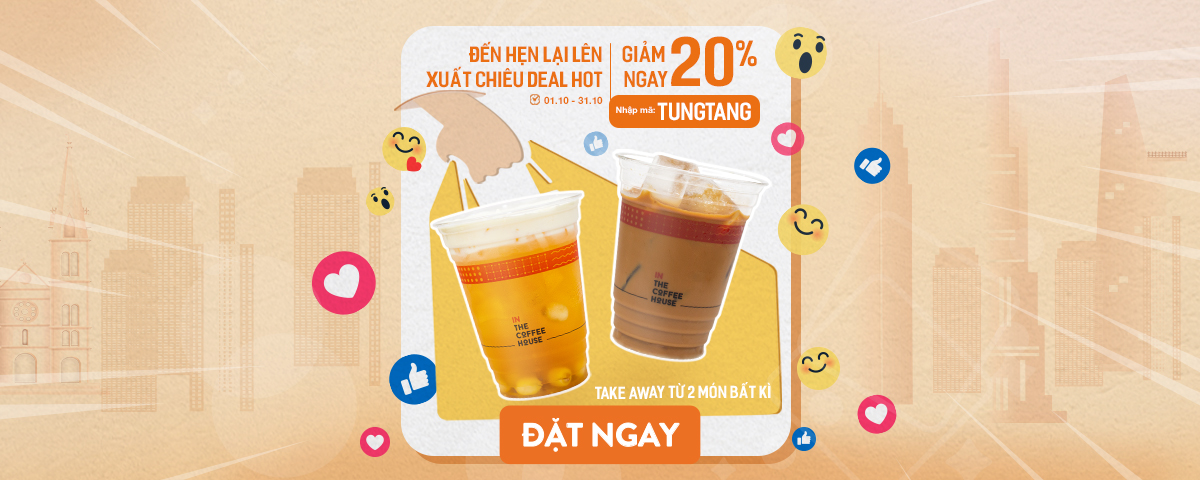 ĐẾN HẸN LẠI LÊN
XUẤT CHIÊU DEAL HOT
01.10 - 31.10
GIẢM
NGAY
20%
Nhập mã: TUNGTANG
IN
THE
COFFEE
HOUSE
IN
THE
COFFEE
HOUSE
TAKE AWAY TỪ 2 MÓN BẤT KÌ
ĐẶT NGAY